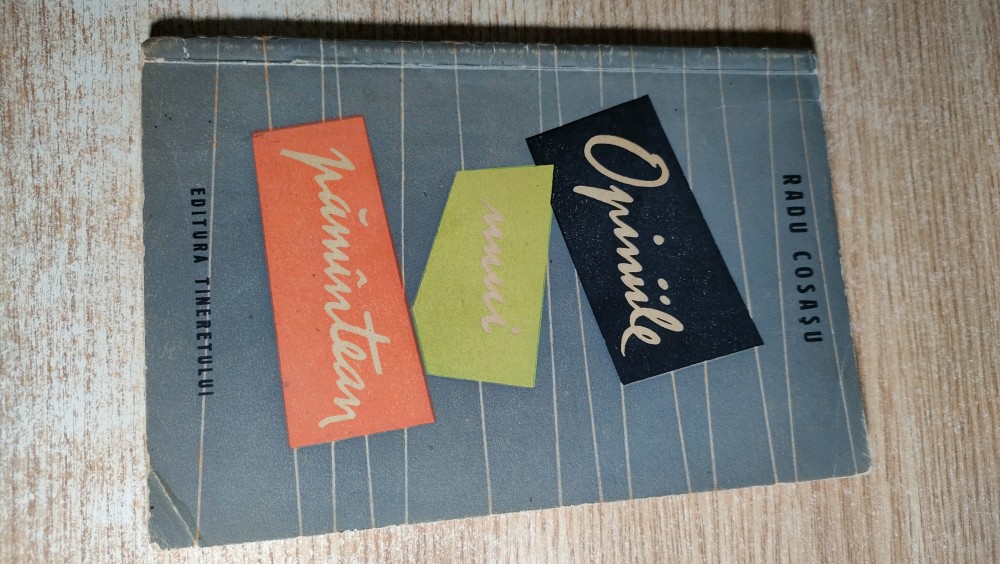 RADU COSAȘU
Opiniile
unui
pămîntean
EDITURA TINERETULUI